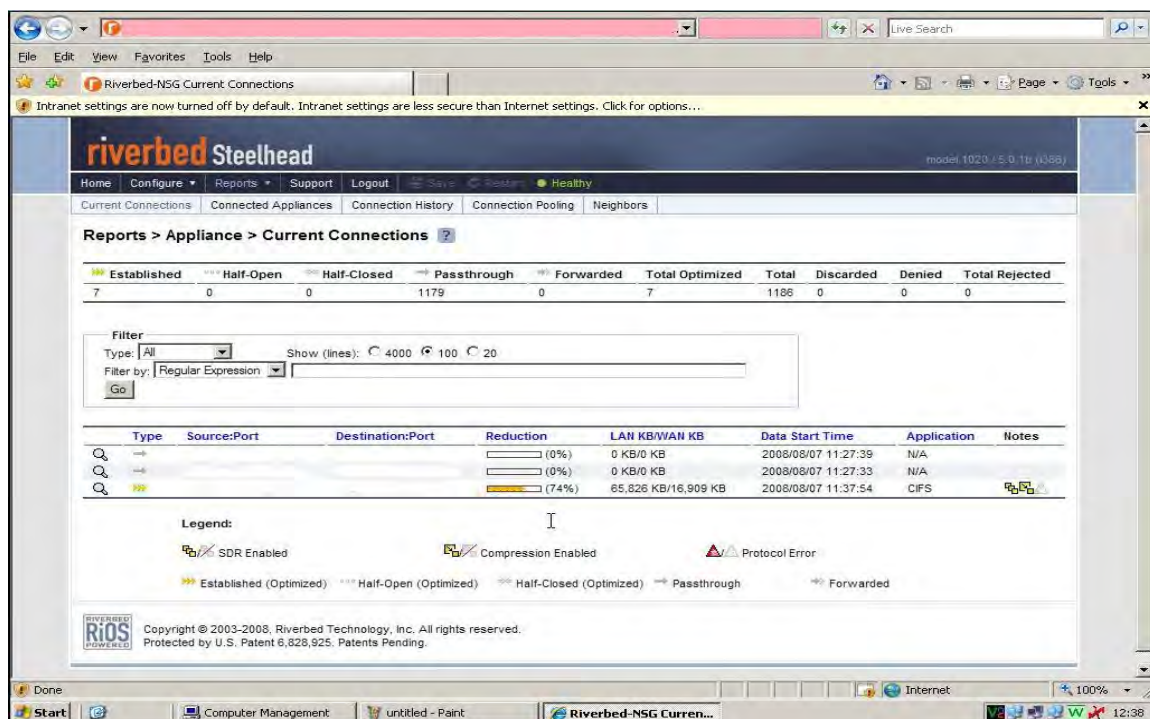 Live Search
File Edit View Favorites Tools Help
Riverbed-NSG Current Connections
Page Tools
Intranet settings are now turned off by default. Intranet settings are less secure than Internet settings. Click for options...
riverbed Steelhead
model 1020 / 5.0.1b (i386)
Home Configure Reports Support Logout Save Restart Healthy
Current Connections Connected Appliances Connection History Connection Pooling Neighbors
Reports > Appliance > Current Connections ?
Established Half-Open Half-Closed Passthrough Forwarded Total Optimized Total Discarded Denied Total Rejected
7 0 0 1179 0 7 1186 0 0 0
Filter
Type: All Show (lines): 4000 100 20
Filter by: Regular Expression
Go
Type Source:Port Destination:Port Reduction LAN KB/WAN KB Data Start Time Application Notes
(0%) 0 KB/0 KB 2008/08/07 11:27:39 N/A
(0%) 0 KB/0 KB 2008/08/07 11:27:33 N/A
(74%) 65,826 KB/16,909 KB 2008/08/07 11:37:54 CIFS
Legend:
SDR Enabled Compression Enabled Protocol Error
Established (Optimized) Half-Open (Optimized) Half-Closed (Optimized) Passthrough Forwarded
RIVERBED RiOS POWERED
Copyright © 2003-2008, Riverbed Technology, Inc. All rights reserved.
Protected by U.S. Patent 6,828,925. Patents Pending.
Done Internet 100%
Start Computer Management untitled - Paint Riverbed-NSG Curren... 12:38